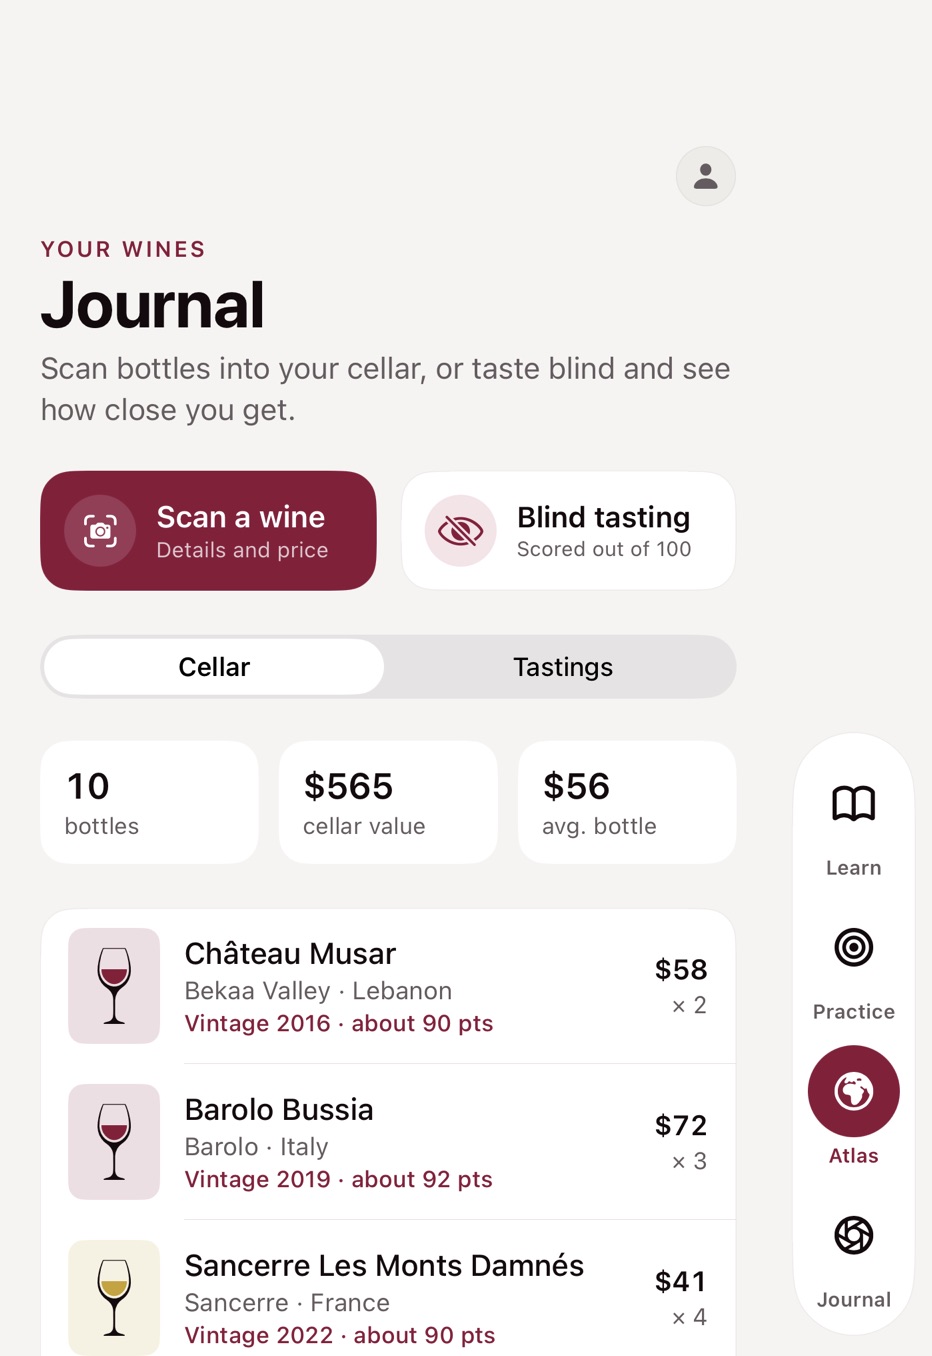 YOUR WINES
Journal
Scan bottles into your cellar, or taste blind and see
how close you get.
Scan a wine
Details and price
Blind tasting
Scored out of 100
Cellar
Tastings
10
bottles
$565
cellar value
$56
avg. bottle
Château Musar
Bekaa Valley · Lebanon
Vintage 2016 · about 90 pts
$58
× 2
Barolo Bussia
Barolo · Italy
Vintage 2019 · about 92 pts
$72
× 3
Sancerre Les Monts Damnés
Sancerre · France
Vintage 2022 · about 90 pts
$41
× 4
Learn
Practice
Atlas
Journal